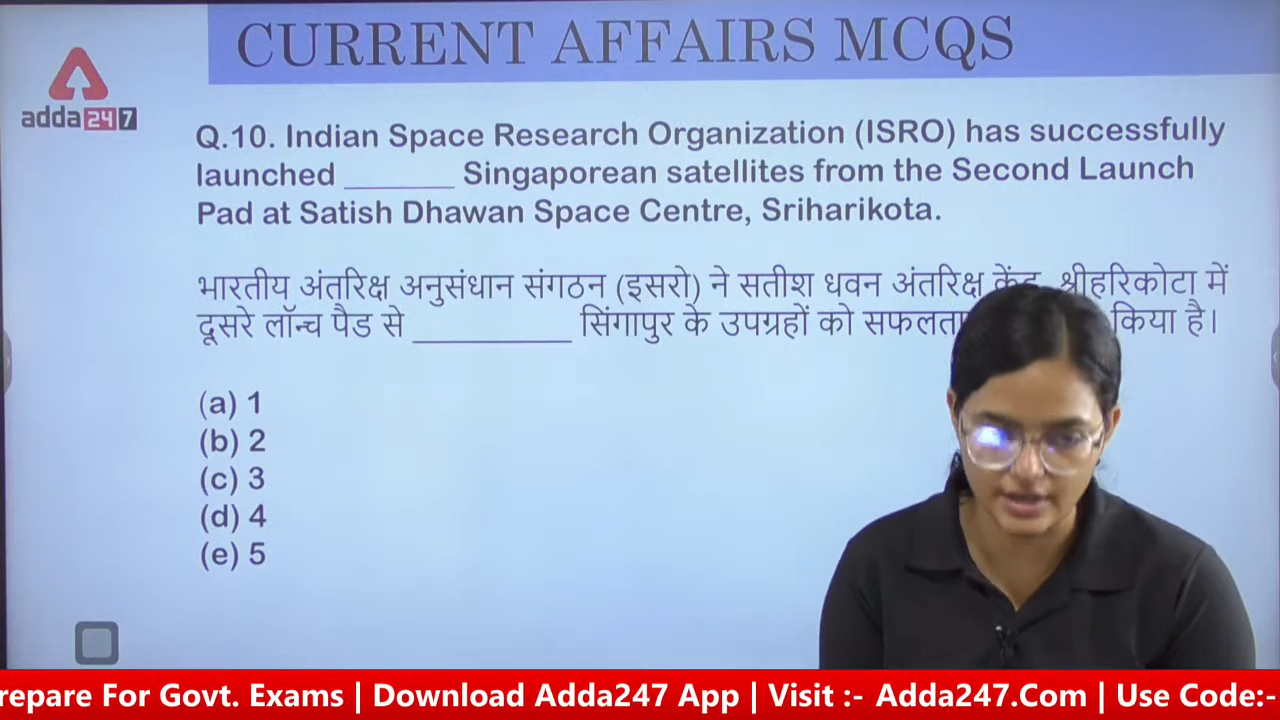 CURRENT AFFAIRS MCQS
adda247
Q.10. Indian Space Research Organization (ISRO) has successfully
launched _______ Singaporean satellites from the Second Launch
Pad at Satish Dhawan Space Centre, Sriharikota.
भारतीय अंतरिक्ष अनुसंधान संगठन (इसरो) ने सतीश धवन अंतरिक्ष श्रीहरिकोटा में
दूसरे लॉन्च पैड से __________ सिंगापुर के उपग्रहों को किया है।
(a) 1
(b) 2
(c) 3
(d) 4
(e) 5
repare For Govt. Exams | Download Adda247 App | Visit :- Adda247.Com | Use Code:-